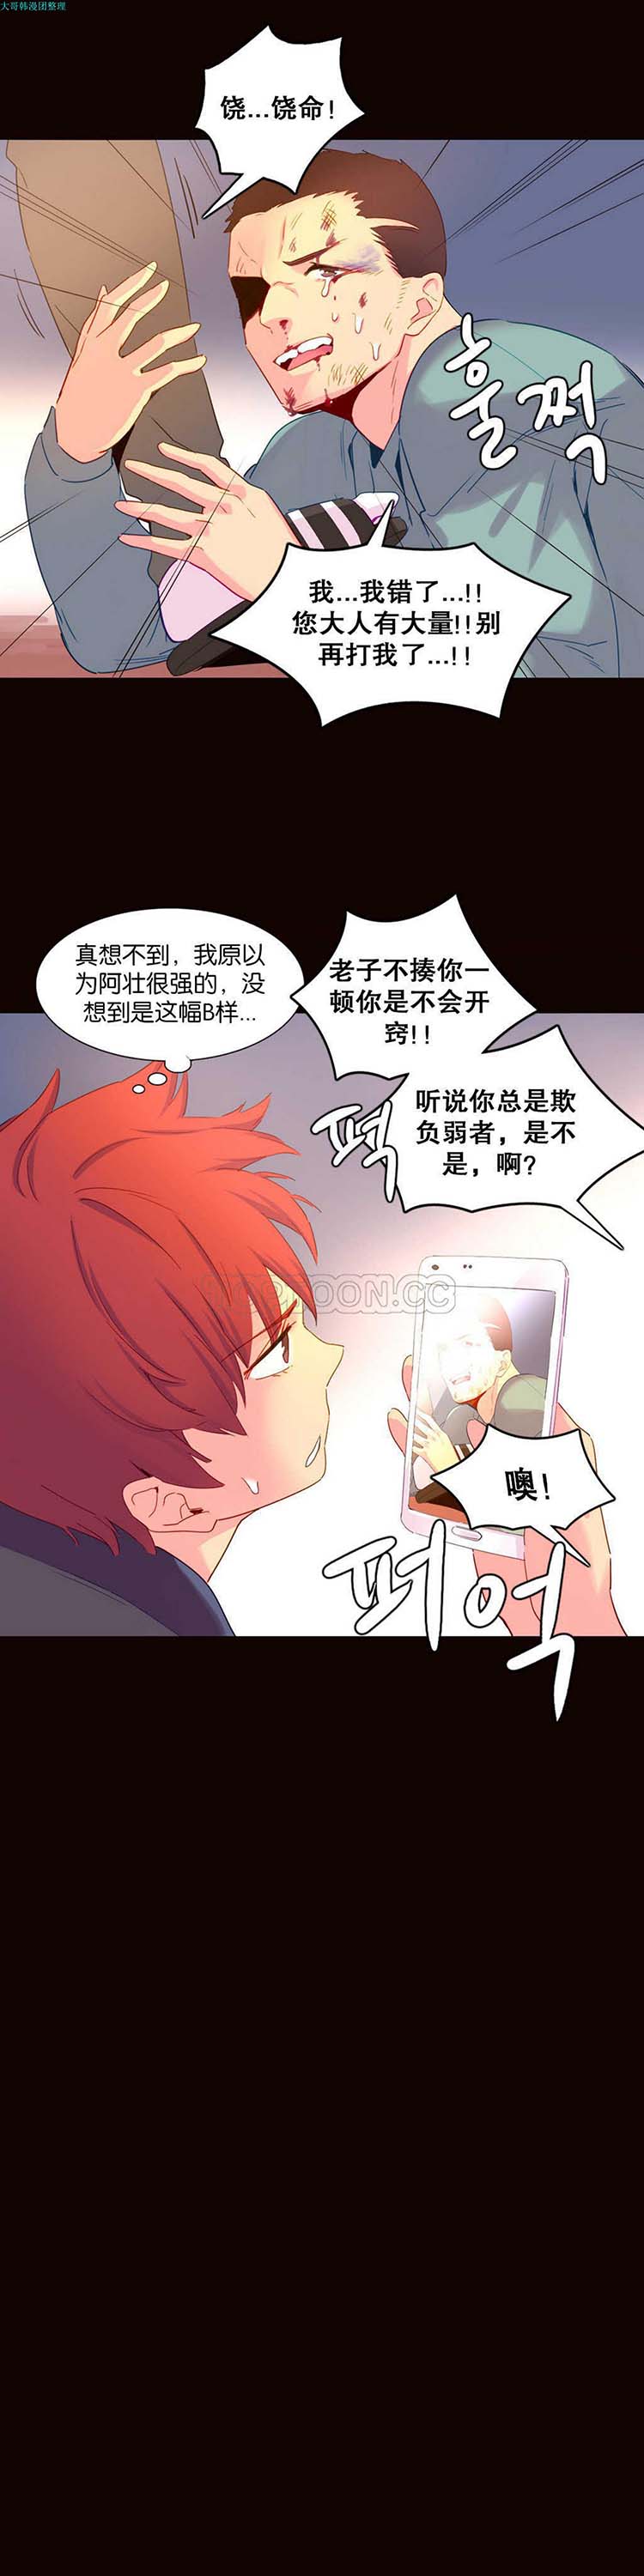 大哥韩漫团整理
饶...饶命!
훌쩍
我...我错了...!!
您大人有大量!!别
再打我了...!!
真想不到，我原以
为阿壮很强的，没
想到是这幅B样...
老子不揍你一
顿你是不会开
窍!!
听说你总是欺
负弱者，是不
是，啊?
퍽
TOON.CC
噢!
퍼억